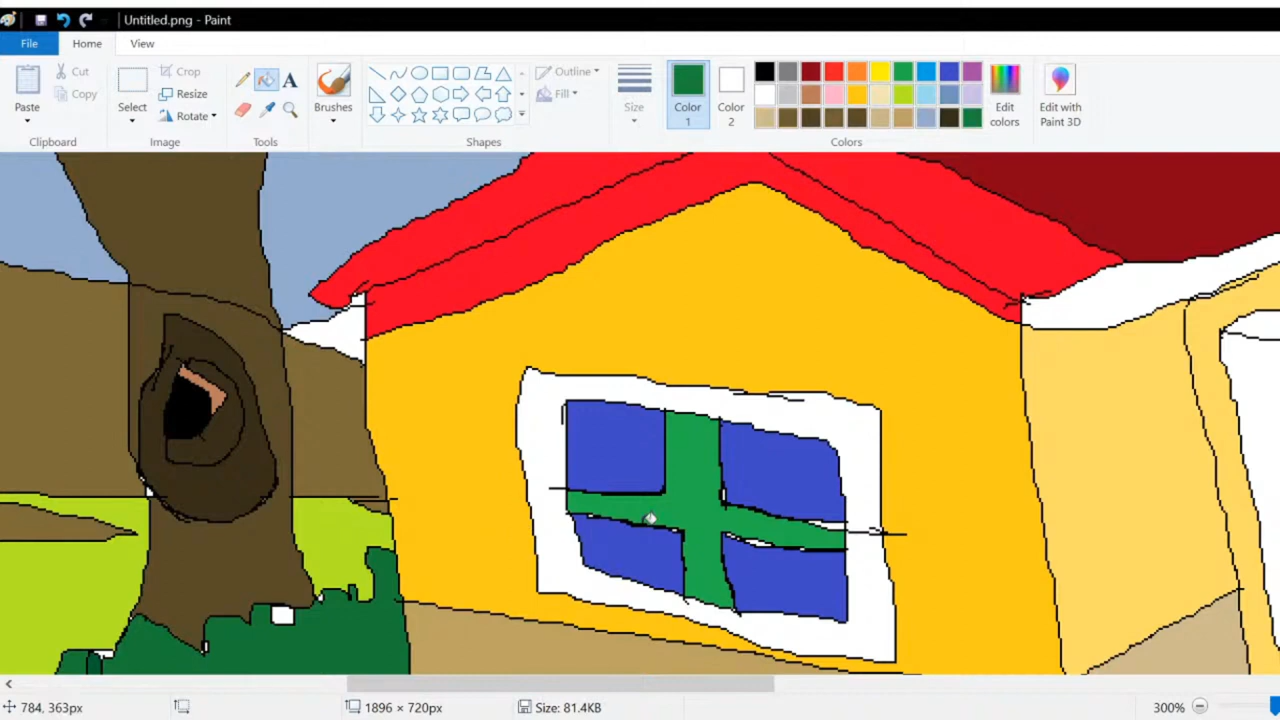 Untitled.png - Paint
File Home View
Cut
Copy
Paste
Clipboard
Select
Crop
Resize
Rotate
Image
A
Tools
Brushes
Outline
Fill
Shapes
Size
Color
1
Color
2
Edit
colors
Edit with
Paint 3D
Colors
784, 363px
1896 × 720px
Size: 81.4KB
300%